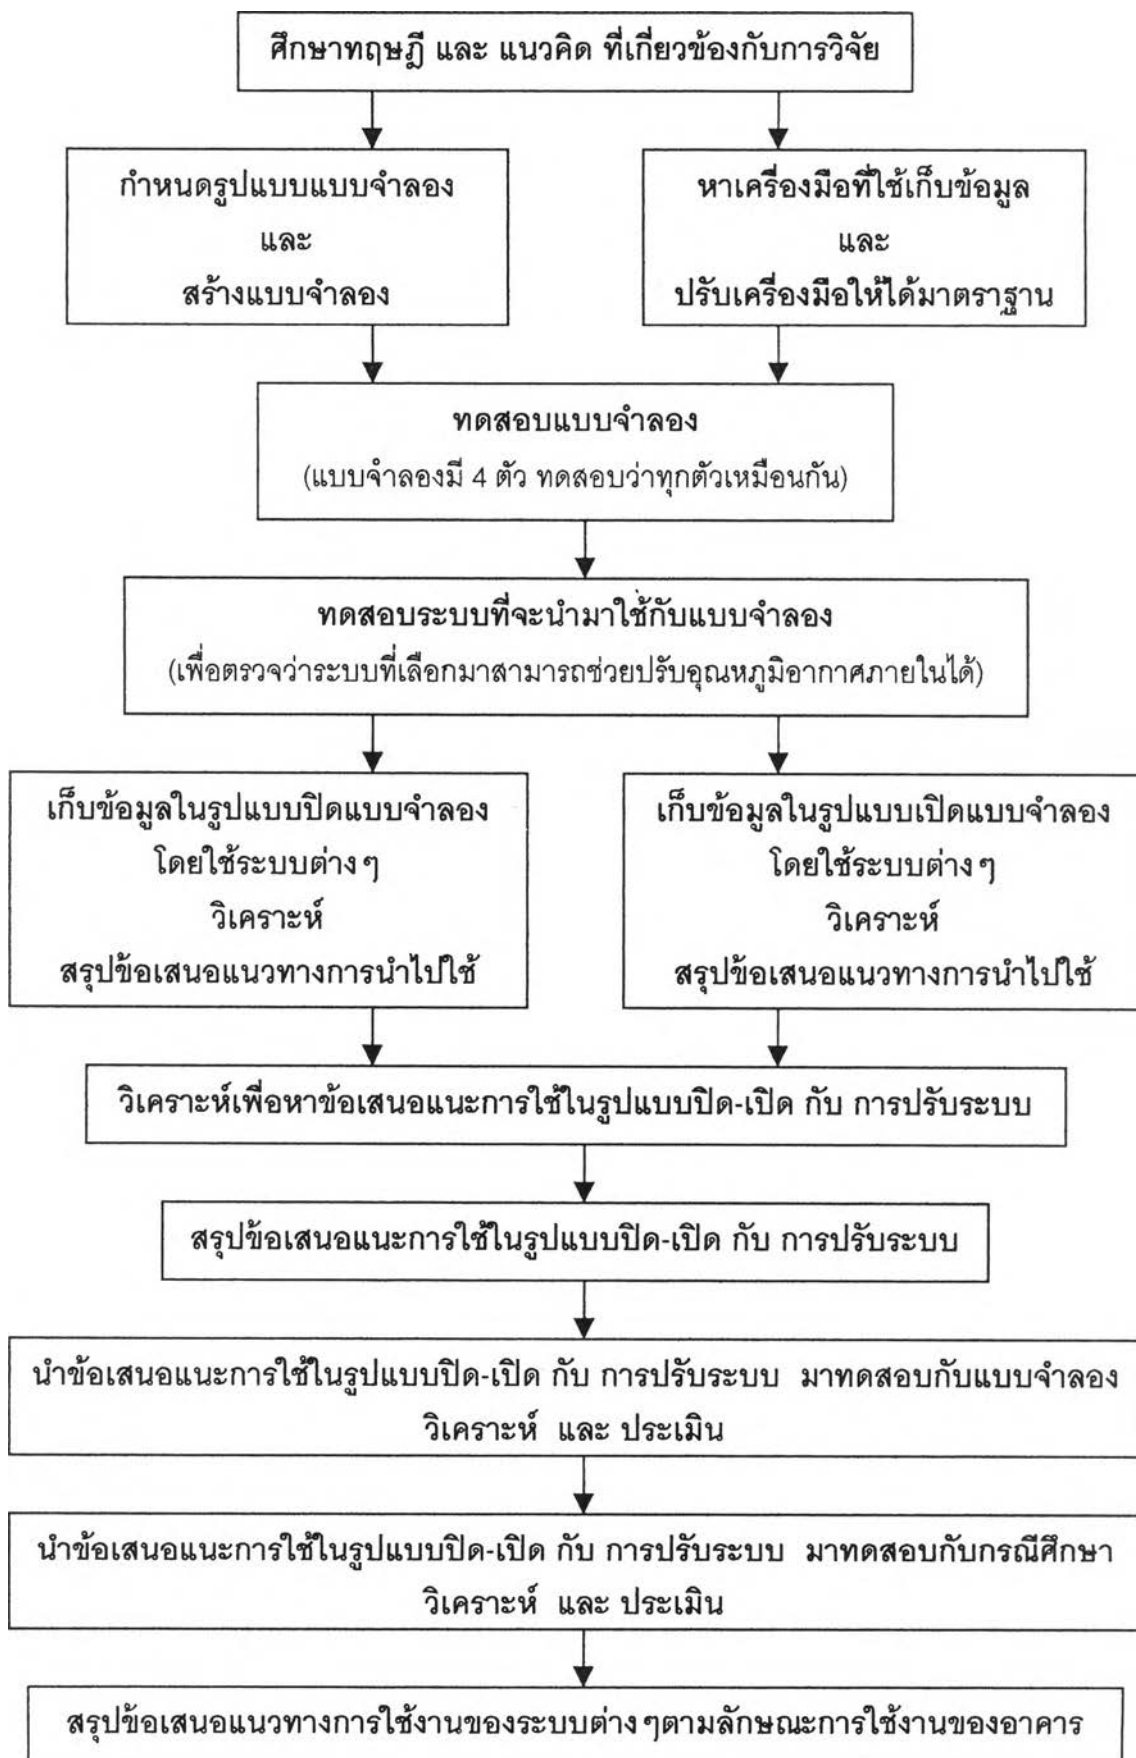 ศึกษาทฤษฎี และ แนวคิด ที่เกี่ยวข้องกับการวิจัย
กำหนดรูปแบบแบบจำลอง
และ
สร้างแบบจำลอง
หาเครื่องมือที่ใช้เก็บข้อมูล
และ
ปรับเครื่องมือให้ได้มาตราฐาน
ทดสอบแบบจำลอง
(แบบจำลองมี 4 ตัว ทดสอบว่าทุกตัวเหมือนกัน)
ทดสอบระบบที่จะนำมาใช้กับแบบจำลอง
(เพื่อตรวจว่าระบบที่เลือกมาสามารถช่วยปรับอุณหภูมิอากาศภายในได้)
เก็บข้อมูลในรูปแบบปิดแบบจำลอง
โดยใช้ระบบต่างๆ
วิเคราะห์
สรุปข้อเสนอแนวทางการนำไปใช้
เก็บข้อมูลในรูปแบบเปิดแบบจำลอง
โดยใช้ระบบต่างๆ
วิเคราะห์
สรุปข้อเสนอแนวทางการนำไปใช้
วิเคราะห์เพื่อหาข้อเสนอแนะการใช้ในรูปแบบปิด-เปิด กับ การปรับระบบ
สรุปข้อเสนอแนะการใช้ในรูปแบบปิด-เปิด กับ การปรับระบบ
นำข้อเสนอแนะการใช้ในรูปแบบปิด-เปิด กับ การปรับระบบ มาทดสอบกับแบบจำลอง
วิเคราะห์ และ ประเมิน
นำข้อเสนอแนะการใช้ในรูปแบบปิด-เปิด กับ การปรับระบบ มาทดสอบกับกรณีศึกษา
วิเคราะห์ และ ประเมิน
สรุปข้อเสนอแนวทางการใช้งานของระบบต่างๆตามลักษณะการใช้งานของอาคาร